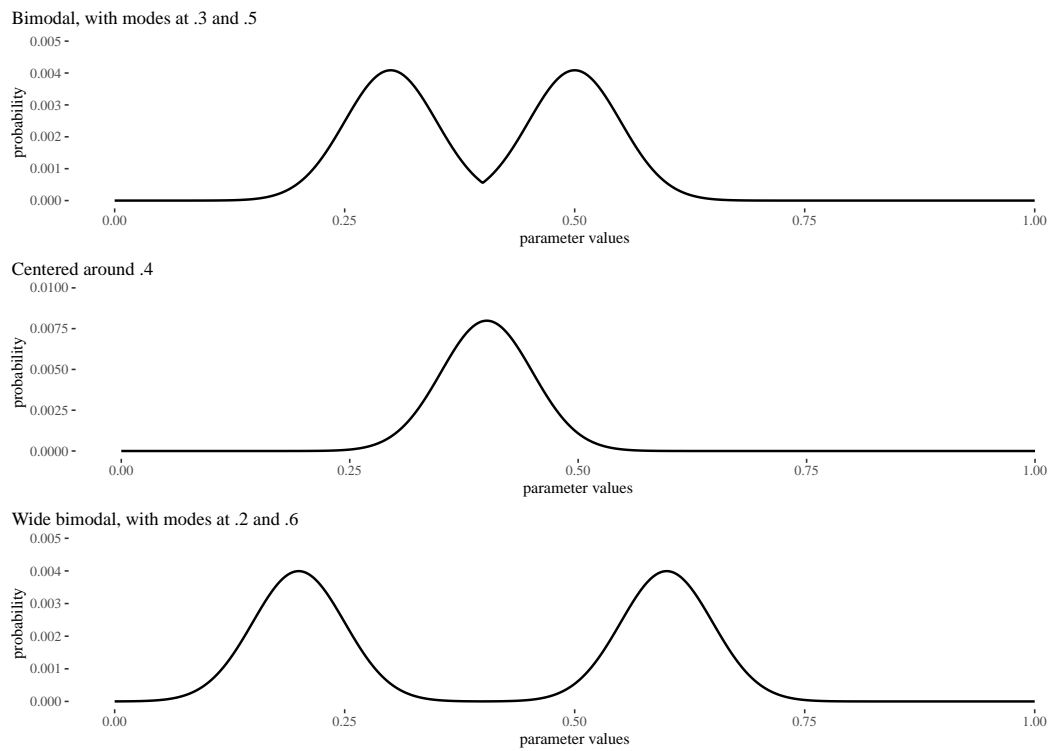 Bimodal, with modes at .3 and .5
0.005
0.004
0.003
0.002
0.001
0.000
probability
0.00 0.25 0.50 0.75 1.00
parameter values
Centered around .4
0.0100
0.0075
0.0050
0.0025
0.0000
probability
0.00 0.25 0.50 0.75 1.00
parameter values
Wide bimodal, with modes at .2 and .6
0.005
0.004
0.003
0.002
0.001
0.000
probability
0.00 0.25 0.50 0.75 1.00
parameter values